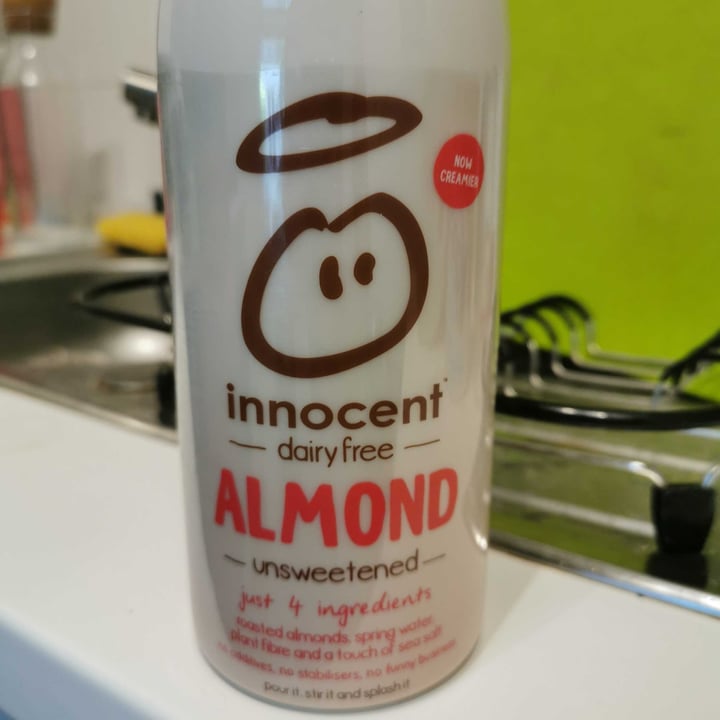 NOW
CREAMIER
innocent
dairy free
ALMOND
unsweetened
just 4 ingredients
roasted almonds, spring water,
plant fibre and a touch of sea salt
no additives, no stabilisers, no funny business
pour it, stir it and splash it